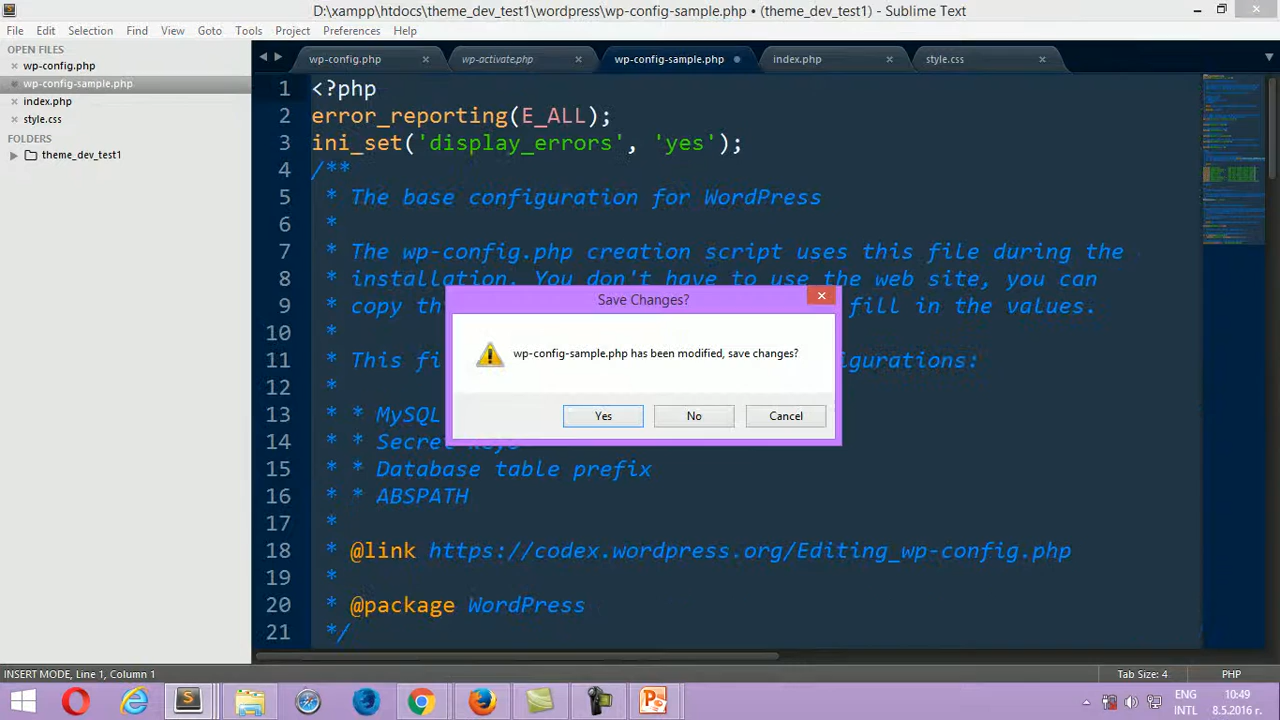 D:\xampp\htdocs\theme_dev_test1\wordpress\wp-config-sample.php • (theme_dev_test1) - Sublime Text
File Edit Selection Find View Goto Tools Project Preferences Help
OPEN FILES
wp-config.php
wp-config-sample.php
index.php
style.css
FOLDERS
theme_dev_test1
wp-config.php wp-activate.php wp-config-sample.php index.php style.css
1 <?php
2 error_reporting(E_ALL);
3 ini_set('display_errors', 'yes');
4 /**
5 * The base configuration for WordPress
6 *
7 * The wp-config.php creation script uses this file during the
8 * installation. You don't have to use the web site, you can
9 * copy fill in the values.
10 *
11 * This
12 *
13 * * MySQL
14 * * Secret keys
15 * * Database table prefix
16 * * ABSPATH
17 *
18 * @link https://codex.wordpress.org/Editing_wp-config.php
19 *
20 * @package WordPress
21 */
Save Changes?
wp-config-sample.php has been modified, save changes?
Yes No Cancel
INSERT MODE, Line 1, Column 1
Tab Size: 4 PHP
ENG 10:49
INTL 8.5.2016 г.